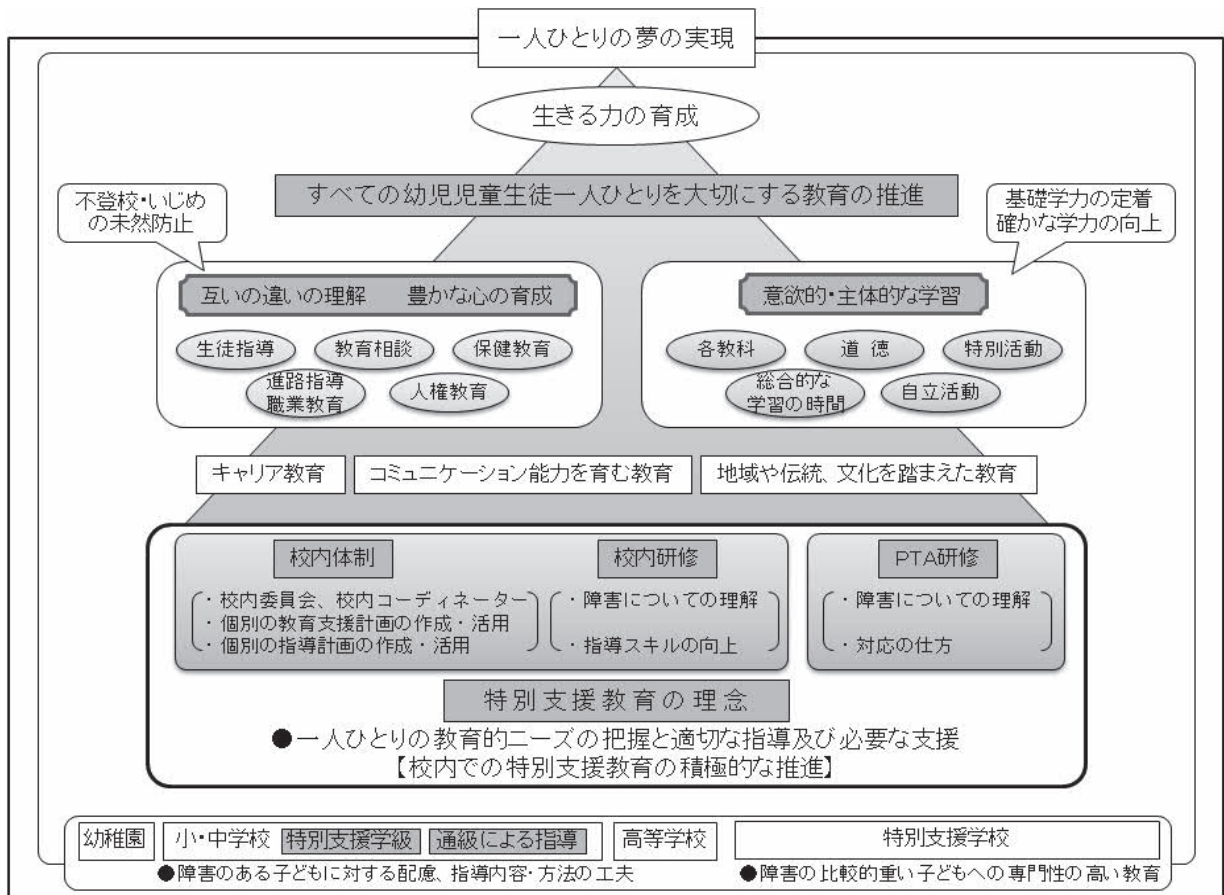 一人ひとりの夢の実現
生きる力の育成
すべての幼児児童生徒一人ひとりを大切にする教育の推進
不登校・いじめ
の未然防止
基礎学力の定着
確かな学力の向上
互いの違いの理解　豊かな心の育成
生徒指導
教育相談
保健教育
進路指導
職業教育
人権教育
意欲的・主体的な学習
各教科
道 徳
特別活動
総合的な
学習の時間
自立活動
キャリア教育
コミュニケーション能力を育む教育
地域や伝統、文化を踏まえた教育
校内体制
・校内委員会、校内コーディネーター
・個別の教育支援計画の作成・活用
・個別の指導計画の作成・活用
校内研修
・障害についての理解
・指導スキルの向上
PTA研修
・障害についての理解
・対応の仕方
特別支援教育の理念
●一人ひとりの教育的ニーズの把握と適切な指導及び必要な支援
【校内での特別支援教育の積極的な推進】
幼稚園
小・中学校
特別支援学級
通級による指導
高等学校
特別支援学校
●障害のある子どもに対する配慮、指導内容・方法の工夫
●障害の比較的重い子どもへの専門性の高い教育